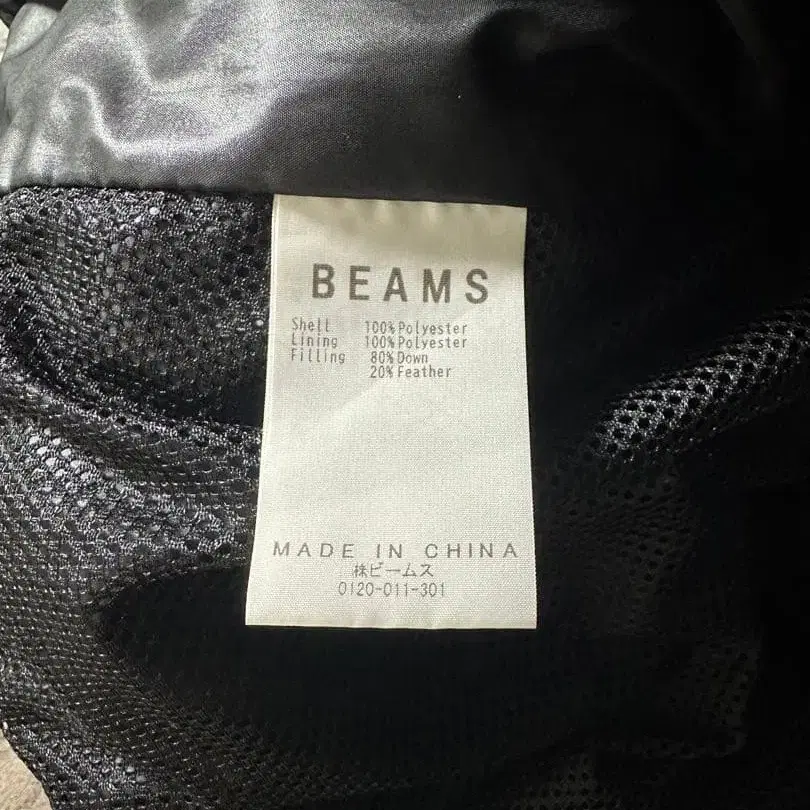 BEAMS
Shell 100% Polyester
Lining 100% Polyester
Filling 80% Down
20% Feather
MADE IN CHINA
㈱ビームス
0120-011-301